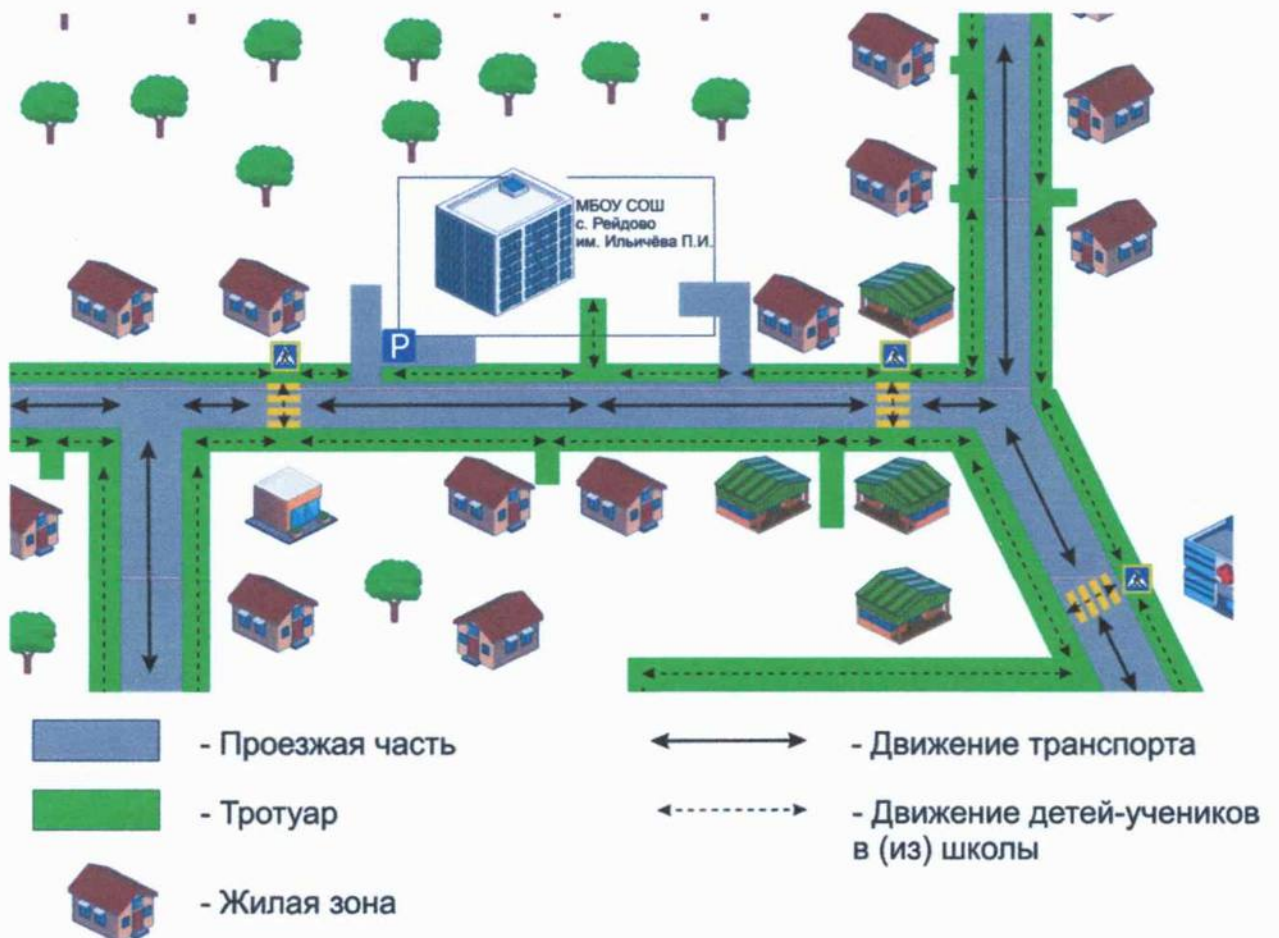 МБОУ СОШ
с. Рейдово
им. Ильичёва П.И.
P
- Проезжая часть
- Движение транспорта
- Тротуар
- Движение детей-учеников
в (из) школы
- Жилая зона